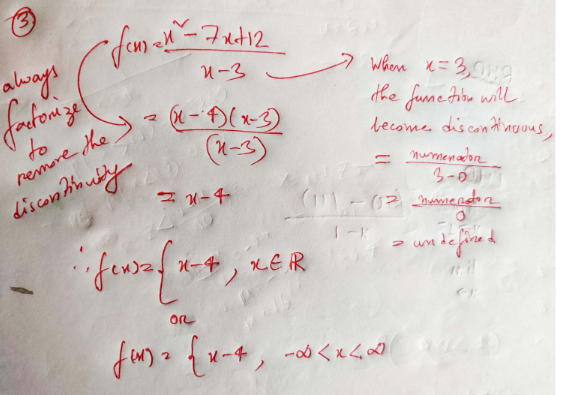 ③
f(x) = x² - 7x+12 / x-3
always
factorize
to
remove the
discontinuity
= (x-4)(x-3) / (x-3)
= x-4
When x=3,
the function will
become discontinuous,
= numerator / 3-0
= numerator / 0
= undefined
∴ f(x) = { x-4, x∈ℝ
OR
f(x) = { x-4, -∞<x<∞